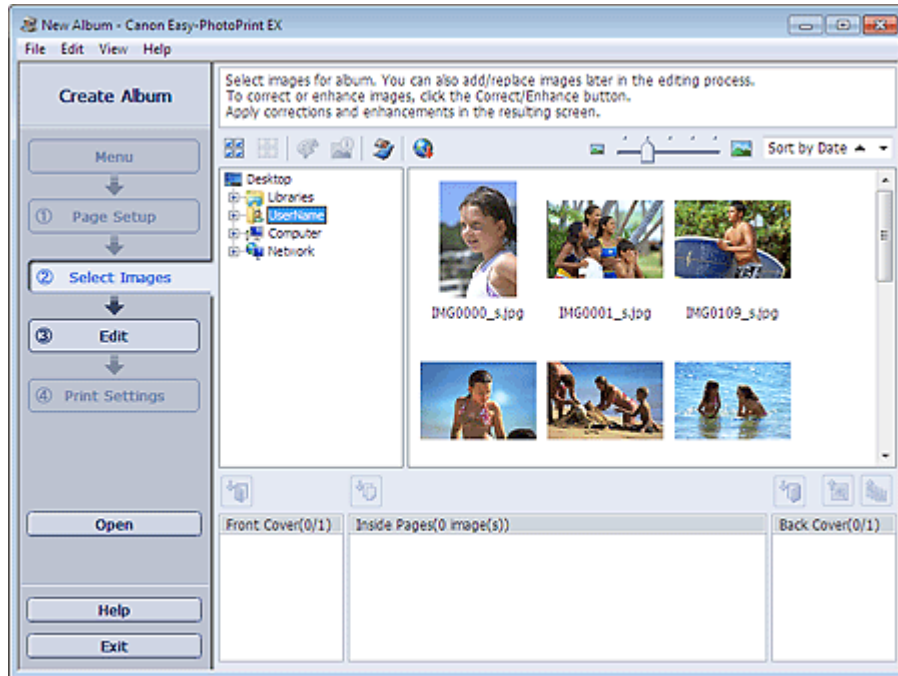 New Album - Canon Easy-PhotoPrint EX
File Edit View Help
Create Album
Select images for album. You can also add/replace images later in the editing process.
To correct or enhance images, click the Correct/Enhance button.
Apply corrections and enhancements in the resulting screen.
Menu
① Page Setup
② Select Images
③ Edit
④ Print Settings
Open
Help
Exit
Sort by Date
Desktop
Libraries
UserName
Computer
Network
IMG0000_s.jpg IMG0001_s.jpg IMG0109_s.jpg
Front Cover(0/1) Inside Pages(0 image(s)) Back Cover(0/1)